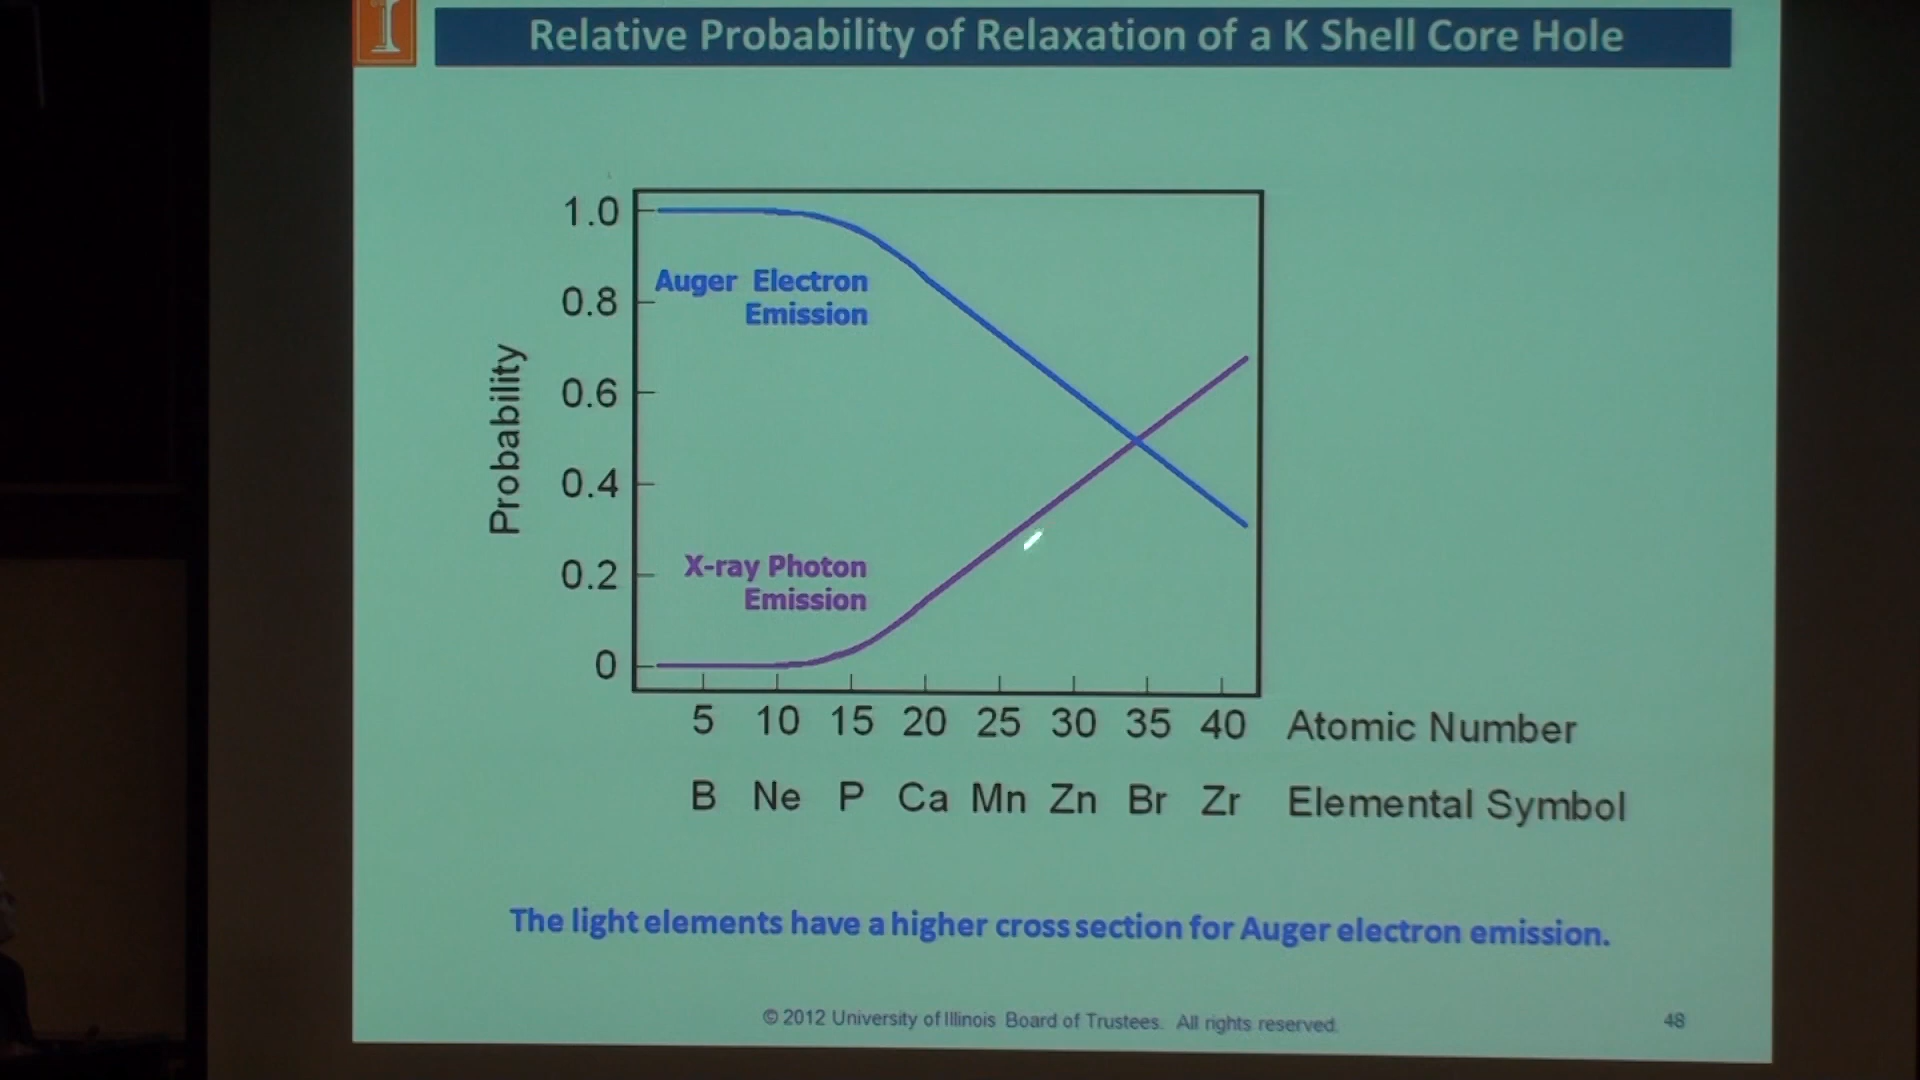 I
Relative Probability of Relaxation of a K Shell Core Hole
1.0
0.8
0.6
0.4
0.2
0
Probability
Auger Electron
Emission
X-ray Photon
Emission
5 10 15 20 25 30 35 40 Atomic Number
B Ne P Ca Mn Zn Br Zr Elemental Symbol
The light elements have a higher cross section for Auger electron emission.
© 2012 University of Illinois Board of Trustees. All rights reserved.
48